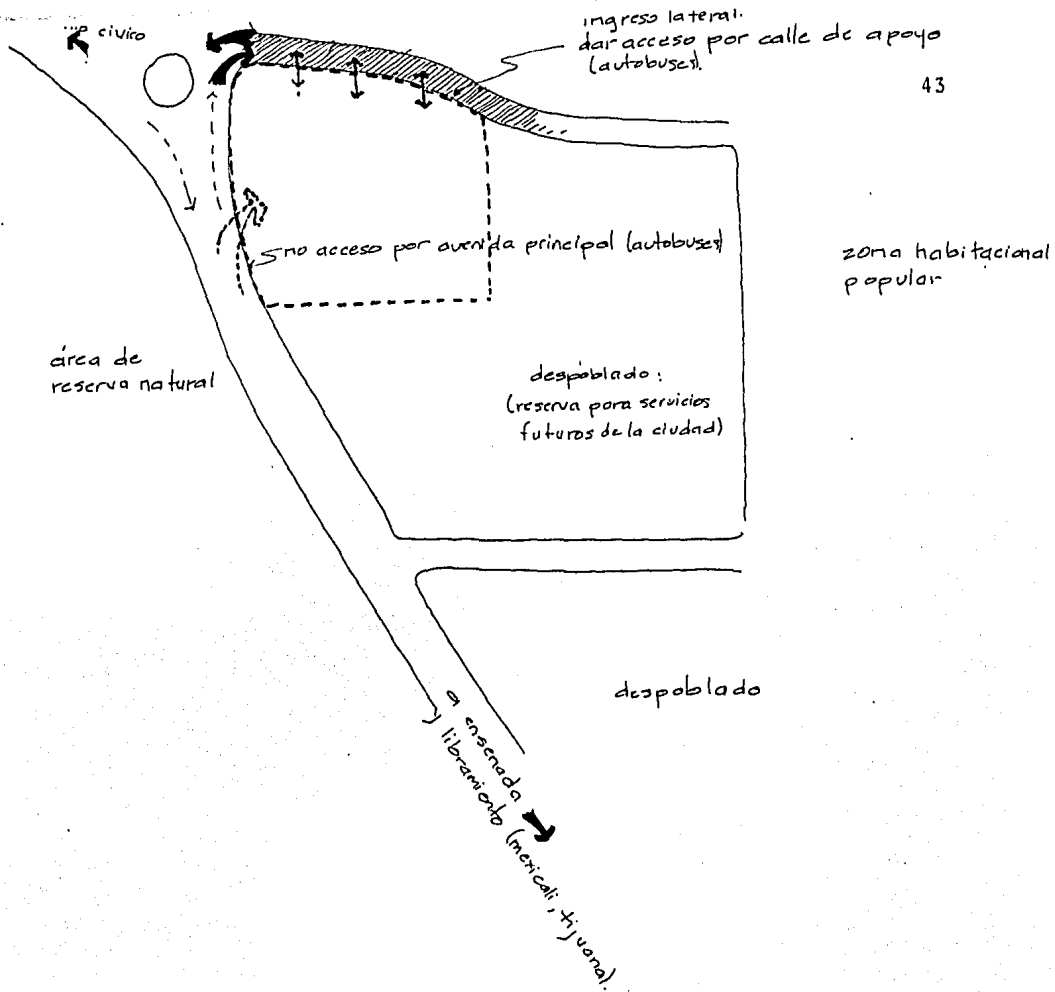 civico
ingreso lateral.
dar acceso por calle de apoyo
(autobuses).
43
no acceso por avenida principal (autobuses)
zona habitacional
popular
área de
reserva natural
despoblado:
(reserva para servicios
futuros de la ciudad)
despoblado
a ensenada
y libramiento (mexicali, tijuana).